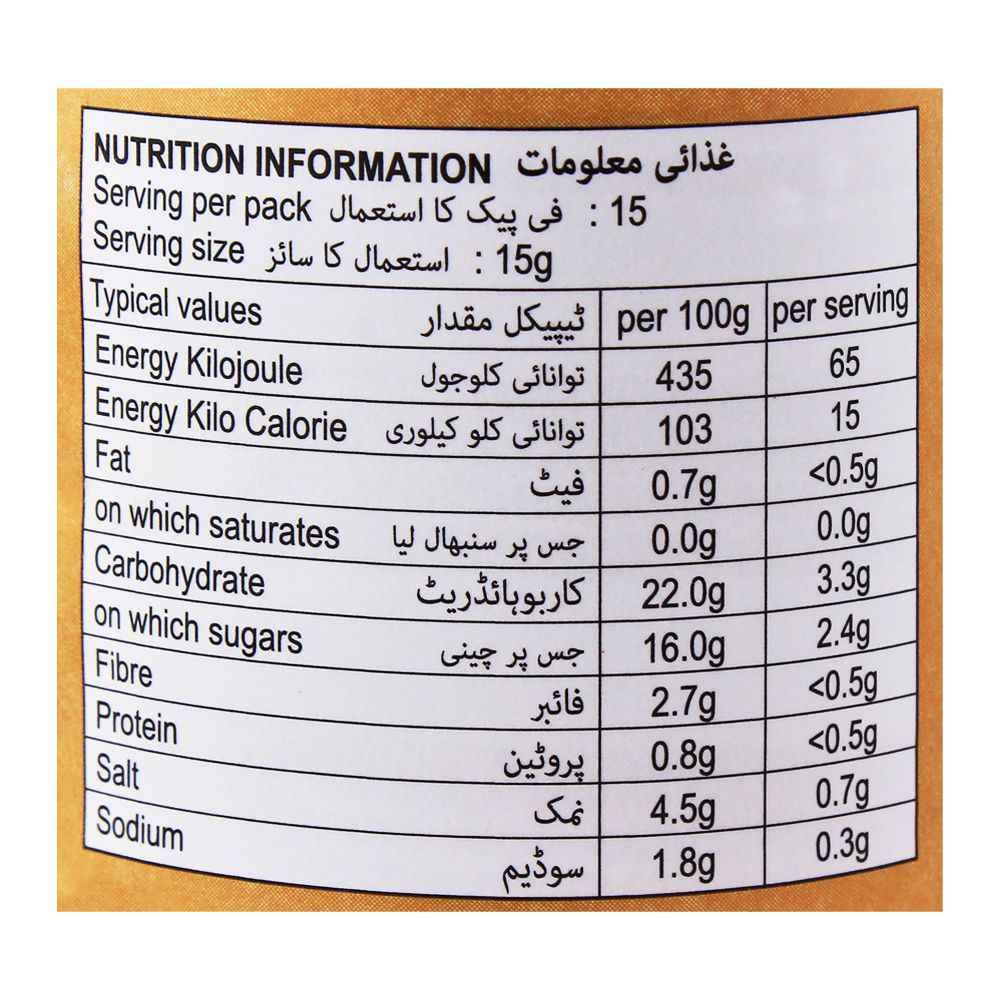 NUTRITION INFORMATION غذائی معلومات
Serving per pack فی پیک کا استعمال : 15
Serving size استعمال کا سائز : 15g
Typical values ٹیپیکل مقدار per 100g per serving
Energy Kilojoule توانائی کلوجول 435 65
Energy Kilo Calorie توانائی کلو کیلوری 103 15
Fat فیٹ 0.7g <0.5g
on which saturates جس پر سنبھال لیا 0.0g 0.0g
Carbohydrate کاربوہائڈریٹ 22.0g 3.3g
on which sugars جس پر چینی 16.0g 2.4g
Fibre فائبر 2.7g <0.5g
Protein پروٹین 0.8g <0.5g
Salt نمک 4.5g 0.7g
Sodium سوڈیم 1.8g 0.3g